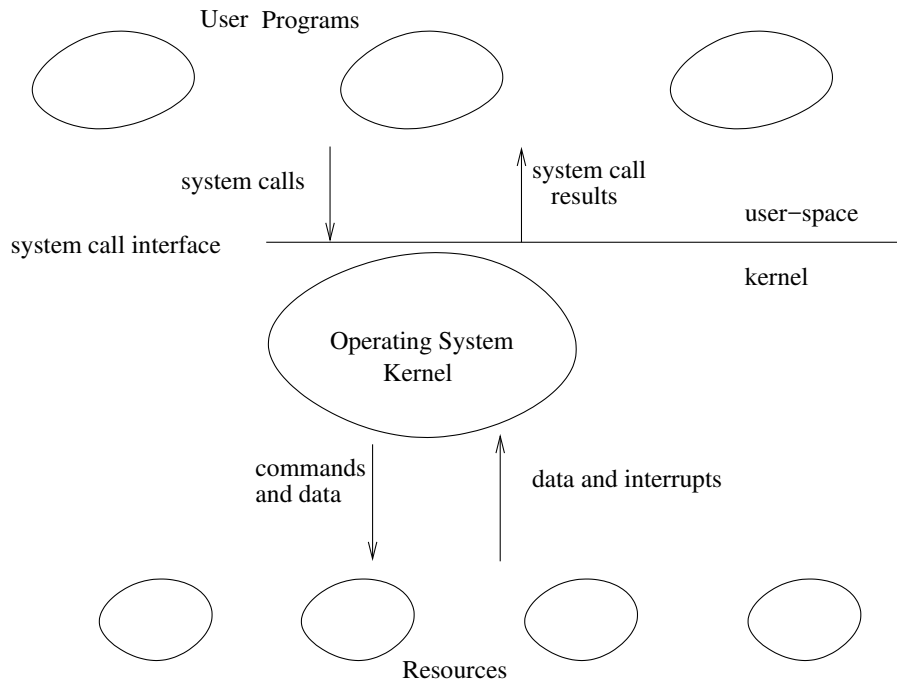 User Programs
system calls
system call
results
user−space
system call interface
kernel
Operating System
Kernel
commands
and data
data and interrupts
Resources